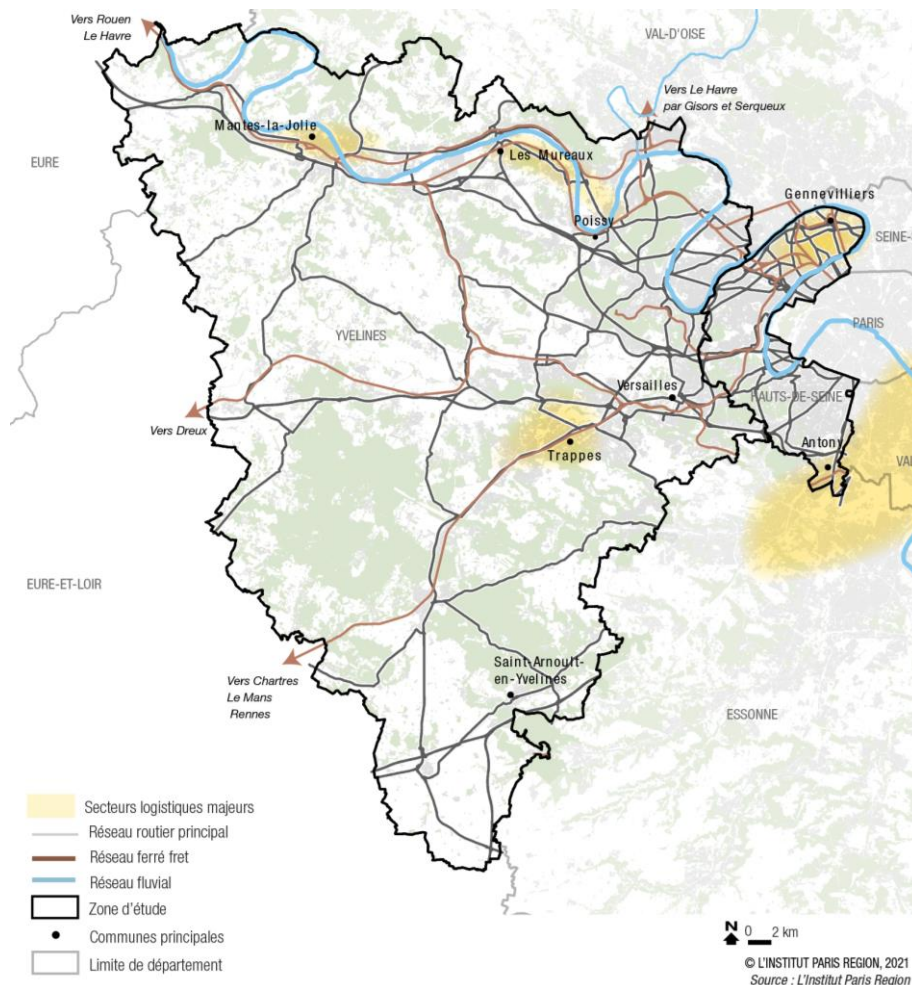 Vers Rouen
Le Havre
VAL-D'OISE
Vers Le Havre
par Gisors et Serqueux
Mantes-la-Jolie
Les Mureaux
EURE
Gennevilliers
Poissy
SEINE-S
YVELINES
PARIS
Versailles
HAUTS-DE-SEINE
Vers Dreux
Antony
Trappes
VAL
EURE-ET-LOIR
Saint-Arnoult-
en-Yvelines
Vers Chartres
Le Mans
Rennes
ESSONNE
Secteurs logistiques majeurs
Réseau routier principal
Réseau ferré fret
Réseau fluvial
Zone d'étude
Communes principales
Limite de département
N 0 2 km
© L'INSTITUT PARIS REGION, 2021
Source : L'Institut Paris Region